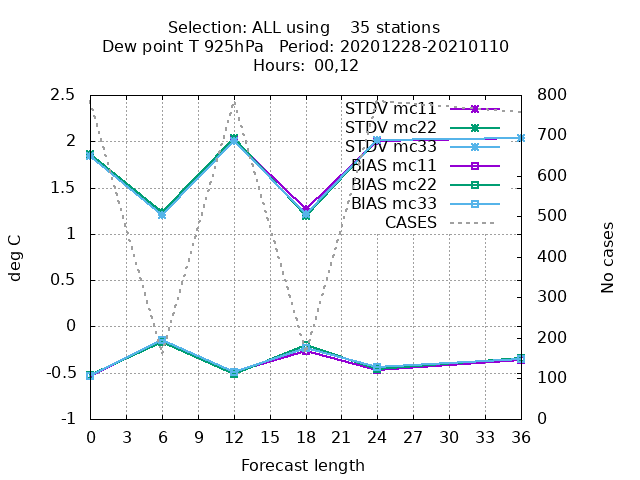 Selection: ALL using    35 stations
Dew point T 925hPa   Period: 20201228-20210110
Hours:  00,12
2.5
2
1.5
1
0.5
0
-0.5
-1
deg C
800
700
600
500
400
300
200
100
0
No cases
STDV mc11
STDV mc22
STDV mc33
BIAS mc11
BIAS mc22
BIAS mc33
CASES
0 3 6 9 12 15 18 21 24 27 30 33 36
Forecast length